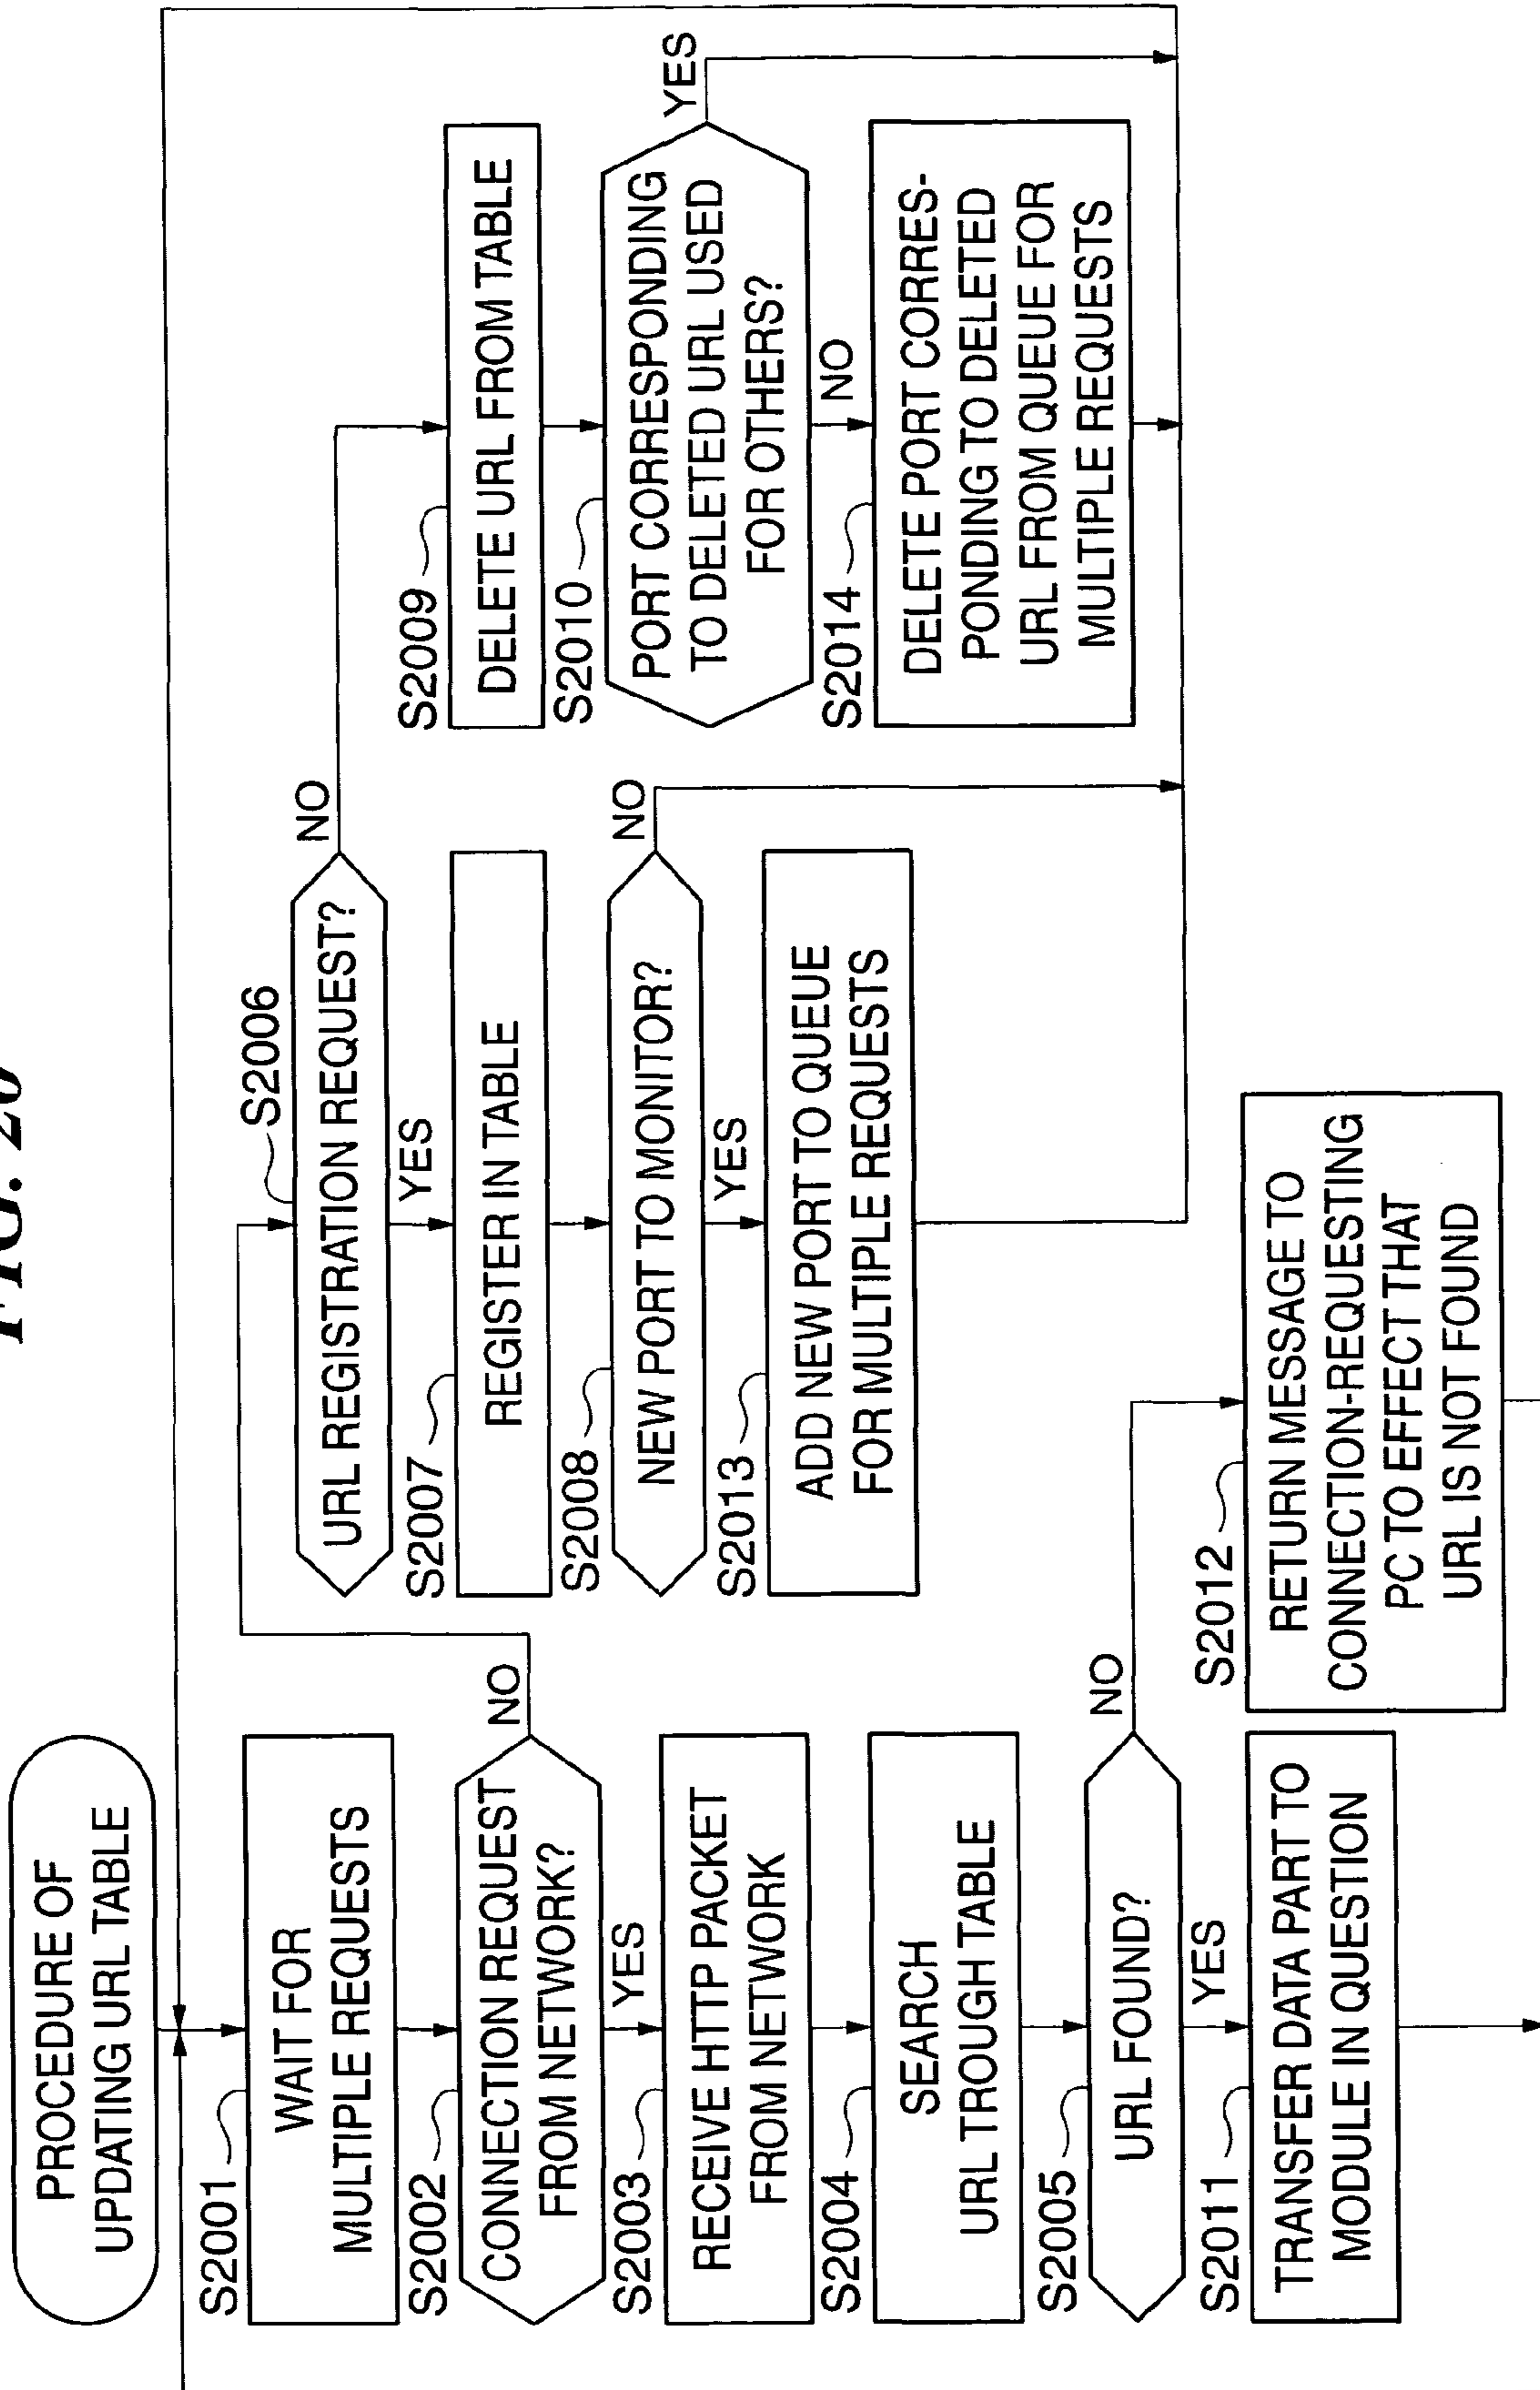 FIG. 20
PROCEDURE OF
UPDATING URL TABLE
S2001
WAIT FOR
MULTIPLE REQUESTS
S2002
CONNECTION REQUEST
FROM NETWORK?
NO
YES
S2003
RECEIVE HTTP PACKET
FROM NETWORK
S2004
SEARCH
URL TROUGH TABLE
S2005
URL FOUND?
NO
YES
S2011
TRANSFER DATA PART TO
MODULE IN QUESTION
S2012
RETURN MESSAGE TO
CONNECTION-REQUESTING
PC TO EFFECT THAT
URL IS NOT FOUND
S2006
URL REGISTRATION REQUEST?
NO
YES
S2007
REGISTER IN TABLE
S2008
NEW PORT TO MONITOR?
NO
YES
S2013
ADD NEW PORT TO QUEUE
FOR MULTIPLE REQUESTS
S2009
DELETE URL FROM TABLE
S2010
PORT CORRESPONDING
TO DELETED URL USED
FOR OTHERS?
YES
NO
S2014
DELETE PORT CORRES-
PONDING TO DELETED
URL FROM QUEUE FOR
MULTIPLE REQUESTS